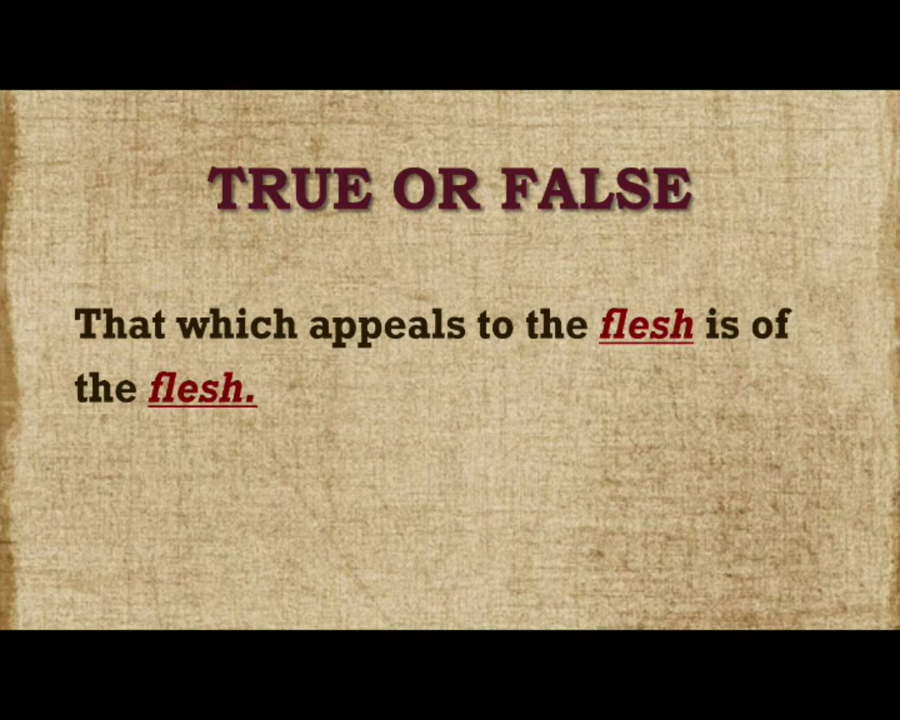 TRUE OR FALSE
That which appeals to the flesh is of
the flesh.